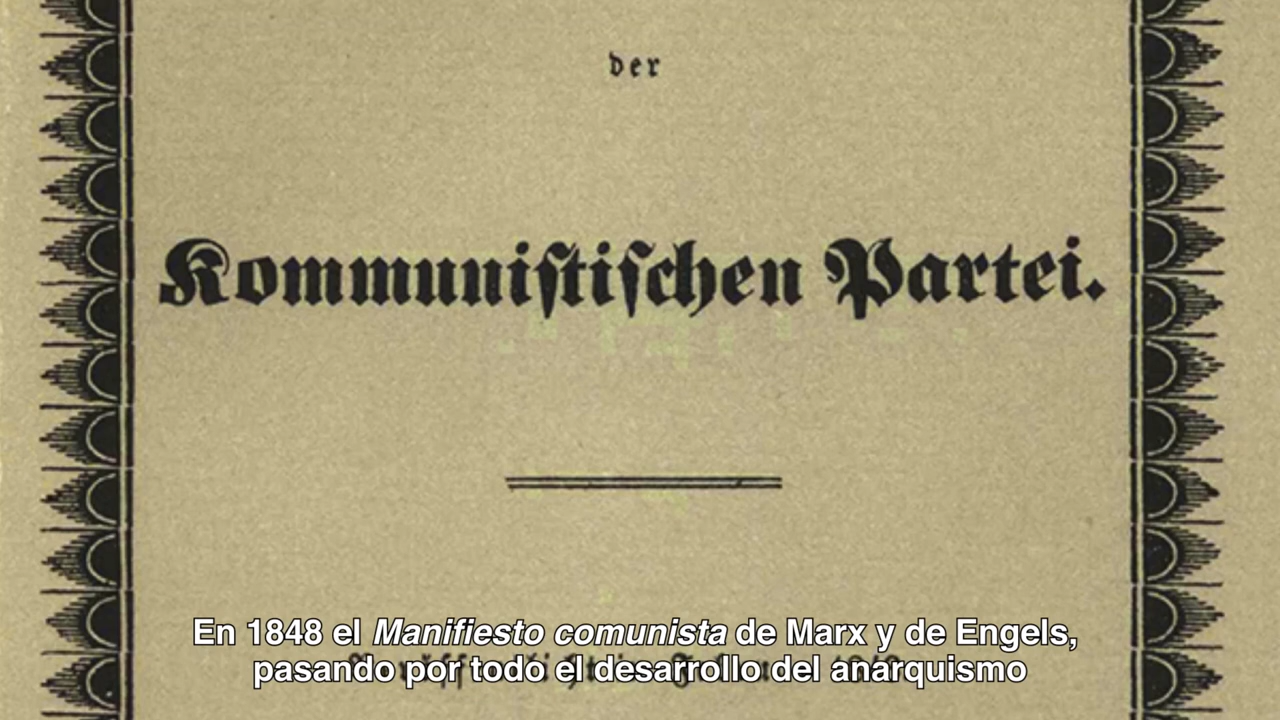 der
Kommuniſtiſchen Partei.
En 1848 el Manifiesto comunista de Marx y de Engels,
pasando por todo el desarrollo del anarquismo